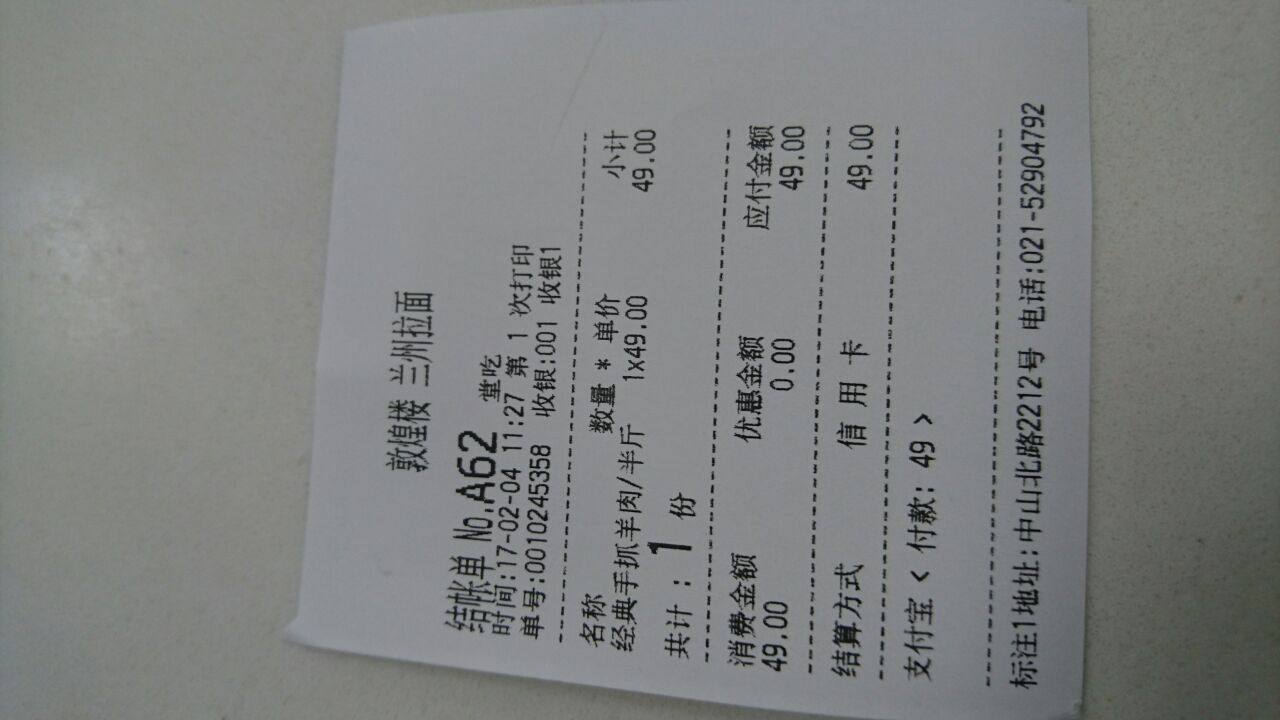 敦煌楼 兰州拉面
结帐单 No.A62 堂吃
时间:17-02-04 11:27 第 1 次打印
单号:0010245358 收银:001 收银1
名称 数量 * 单价 小计
经典手抓羊肉/半斤 1x49.00 49.00
共计 : 1 份
消费金额 优惠金额 应付金额
49.00 0.00 49.00
结算方式 信 用 卡 49.00
支付宝 < 付款: 49 >
标注1地址:中山北路2212号 电话:021-52904792